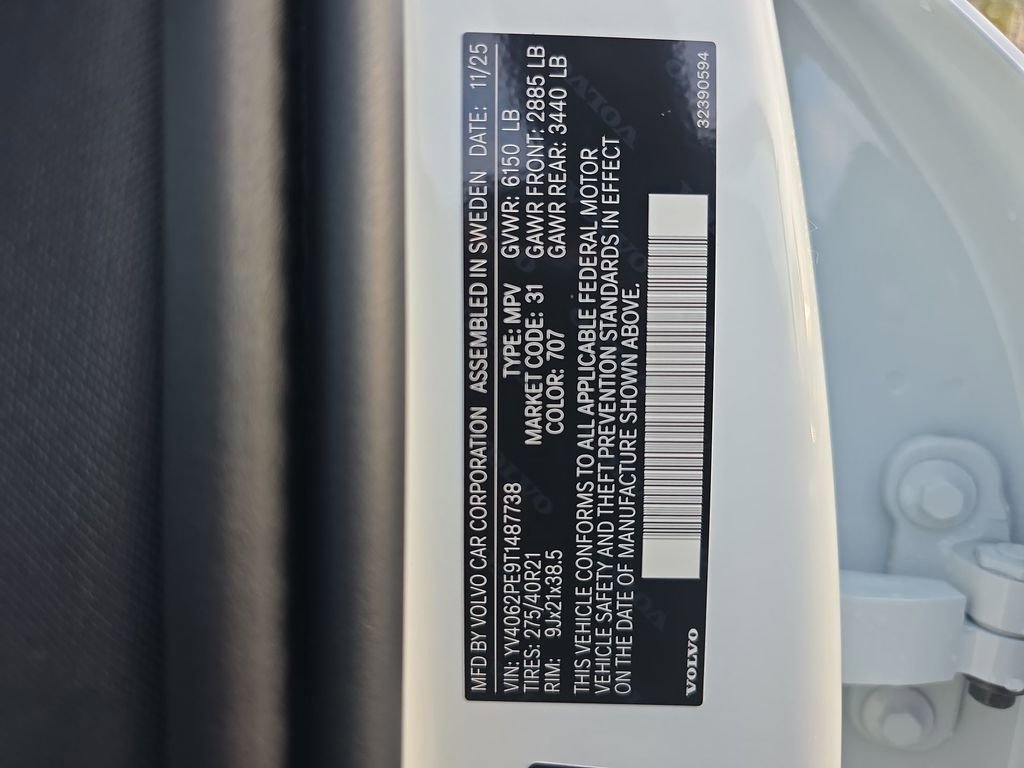 MFD BY VOLVO CAR CORPORATION ASSEMBLED IN SWEDEN DATE: 11/25
VIN: YV4062PE9T1487738 TYPE: MPV GVWR: 6150 LB
TIRES: 275/40R21 MARKET CODE: 31 GAWR FRONT: 2885 LB
RIM: 9Jx21x38.5 COLOR: 707 GAWR REAR: 3440 LB
THIS VEHICLE CONFORMS TO ALL APPLICABLE FEDERAL MOTOR
VEHICLE SAFETY AND THEFT PREVENTION STANDARDS IN EFFECT
ON THE DATE OF MANUFACTURE SHOWN ABOVE.
VOLVO 32390594